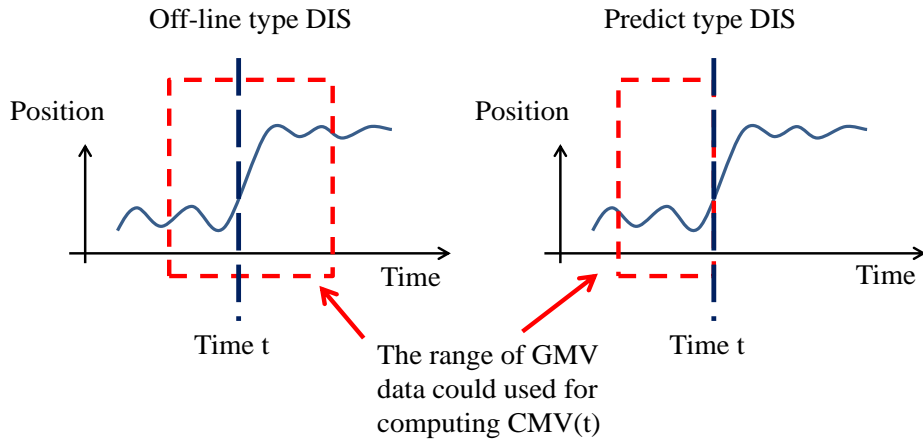 Off-line type DIS
Predict type DIS
Position
Position
Time
Time
Time t
Time t
The range of GMV
data could used for
computing CMV(t)